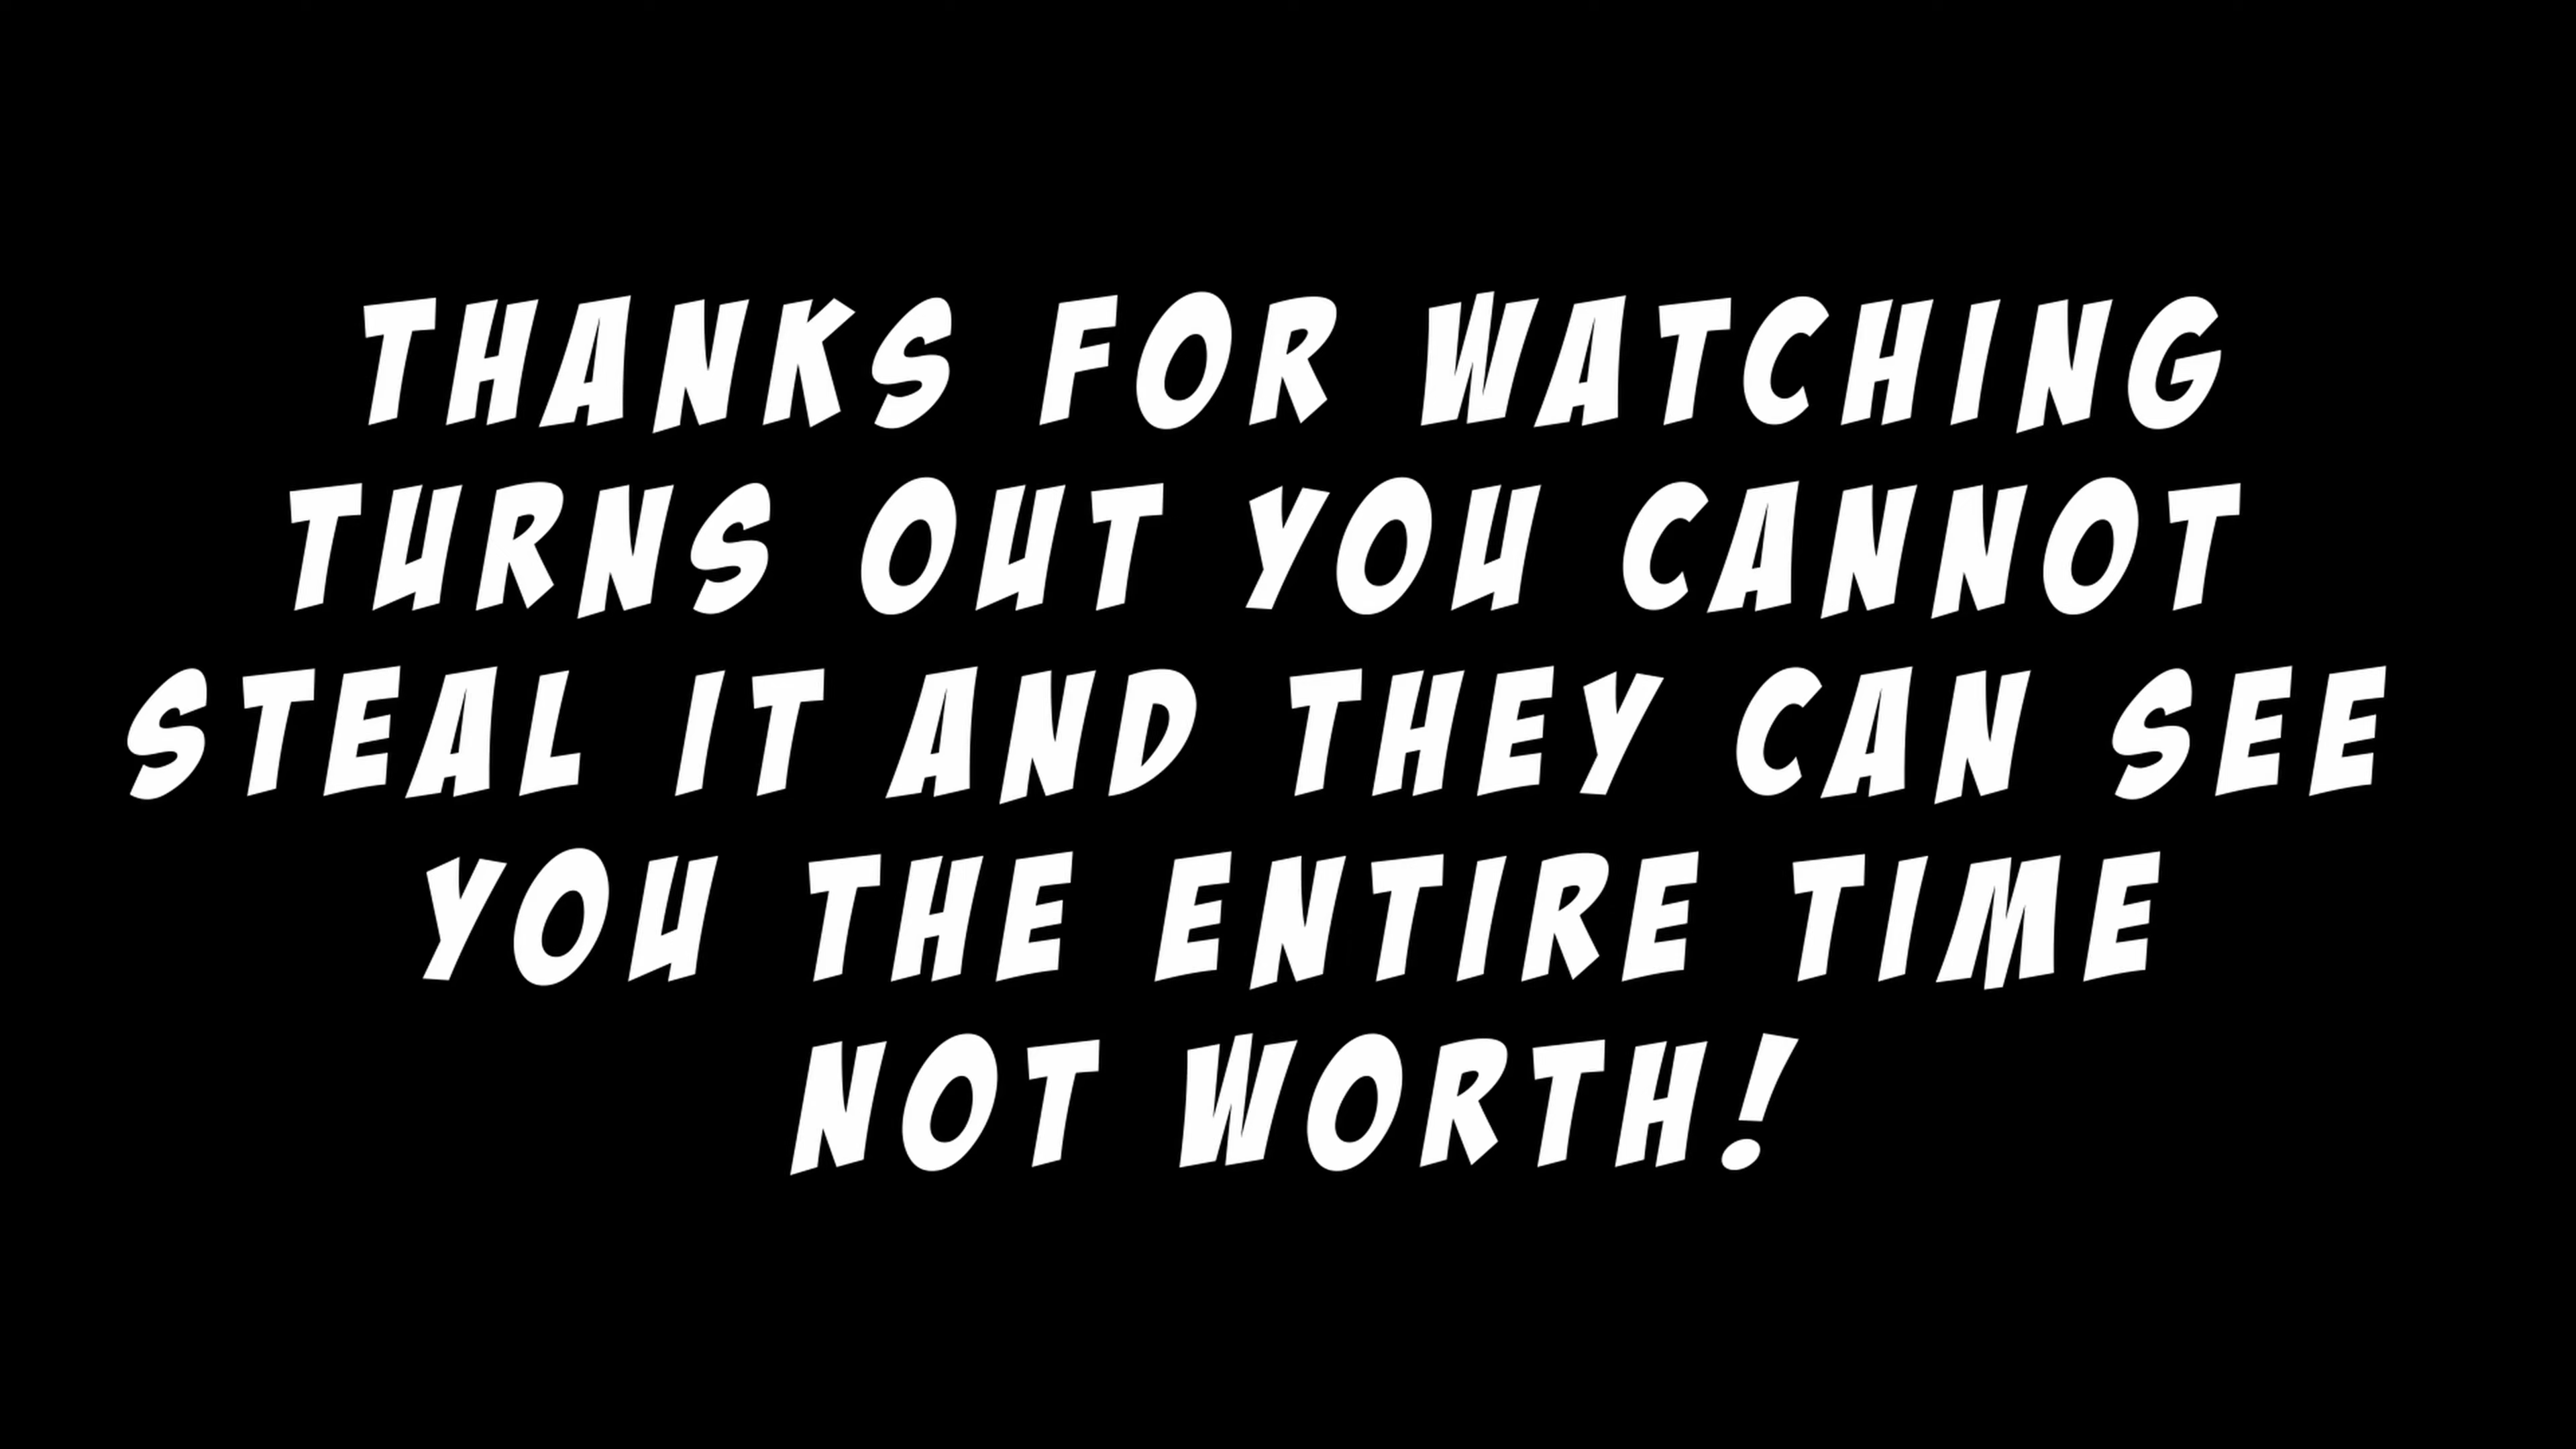 THANKS FOR WATCHING
TURNS OUT YOU CANNOT
STEAL IT AND THEY CAN SEE
YOU THE ENTIRE TIME
NOT WORTH!